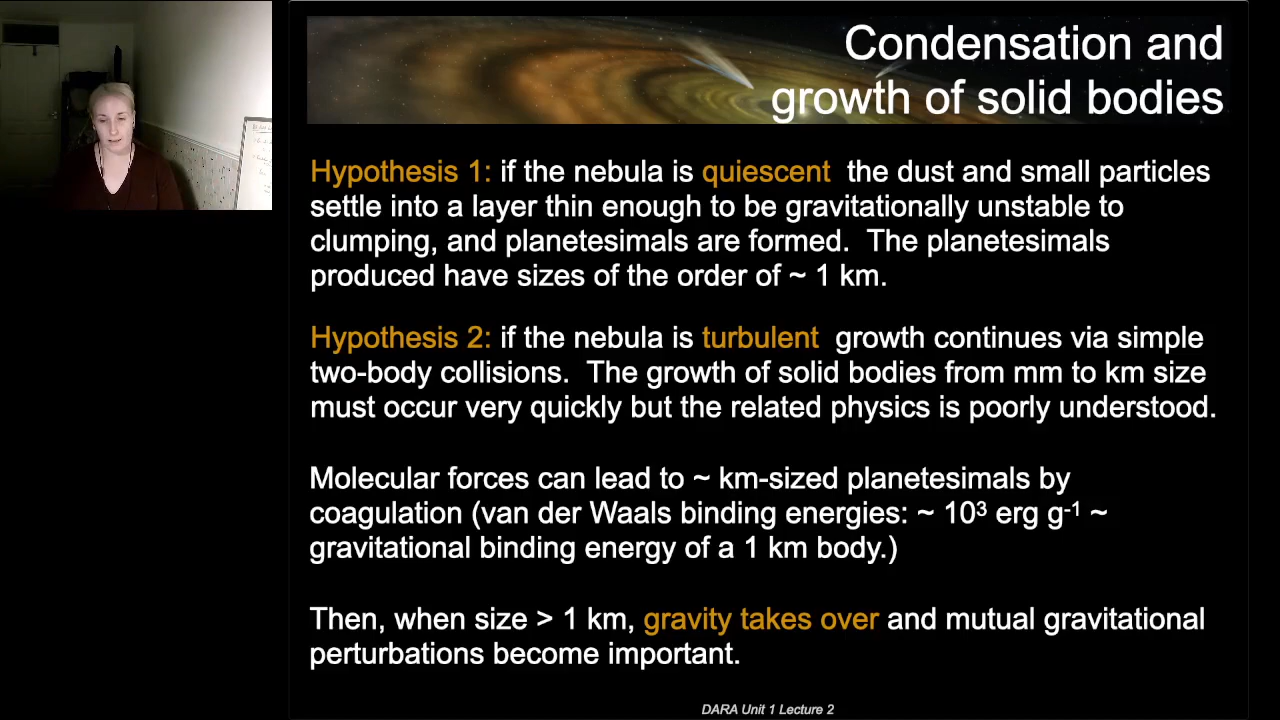 Condensation and
growth of solid bodies
Hypothesis 1: if the nebula is quiescent the dust and small particles
settle into a layer thin enough to be gravitationally unstable to
clumping, and planetesimals are formed. The planetesimals
produced have sizes of the order of ~ 1 km.
Hypothesis 2: if the nebula is turbulent growth continues via simple
two-body collisions. The growth of solid bodies from mm to km size
must occur very quickly but the related physics is poorly understood.
Molecular forces can lead to ~ km-sized planetesimals by
coagulation (van der Waals binding energies: ~ 10³ erg g⁻¹ ~
gravitational binding energy of a 1 km body.)
Then, when size > 1 km, gravity takes over and mutual gravitational
perturbations become important.
DARA Unit 1 Lecture 2